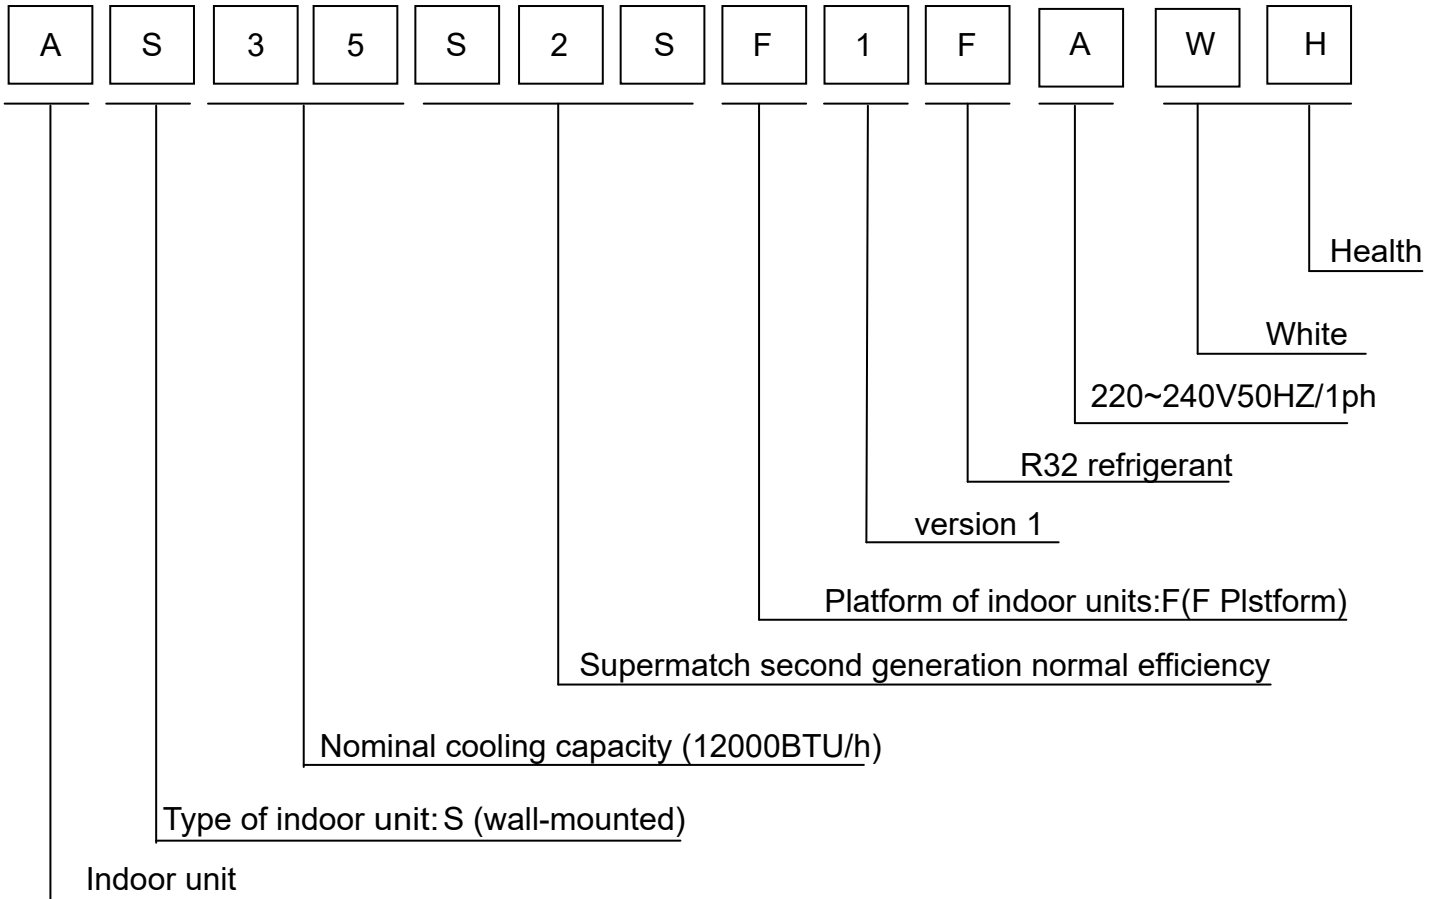 A S 3 5 S 2 S F 1 F A W H
Health
White
220~240V50HZ/1ph
R32 refrigerant
version 1
Platform of indoor units:F(F Plstform)
Supermatch second generation normal efficiency
Nominal cooling capacity (12000BTU/h)
Type of indoor unit: S (wall-mounted)
Indoor unit